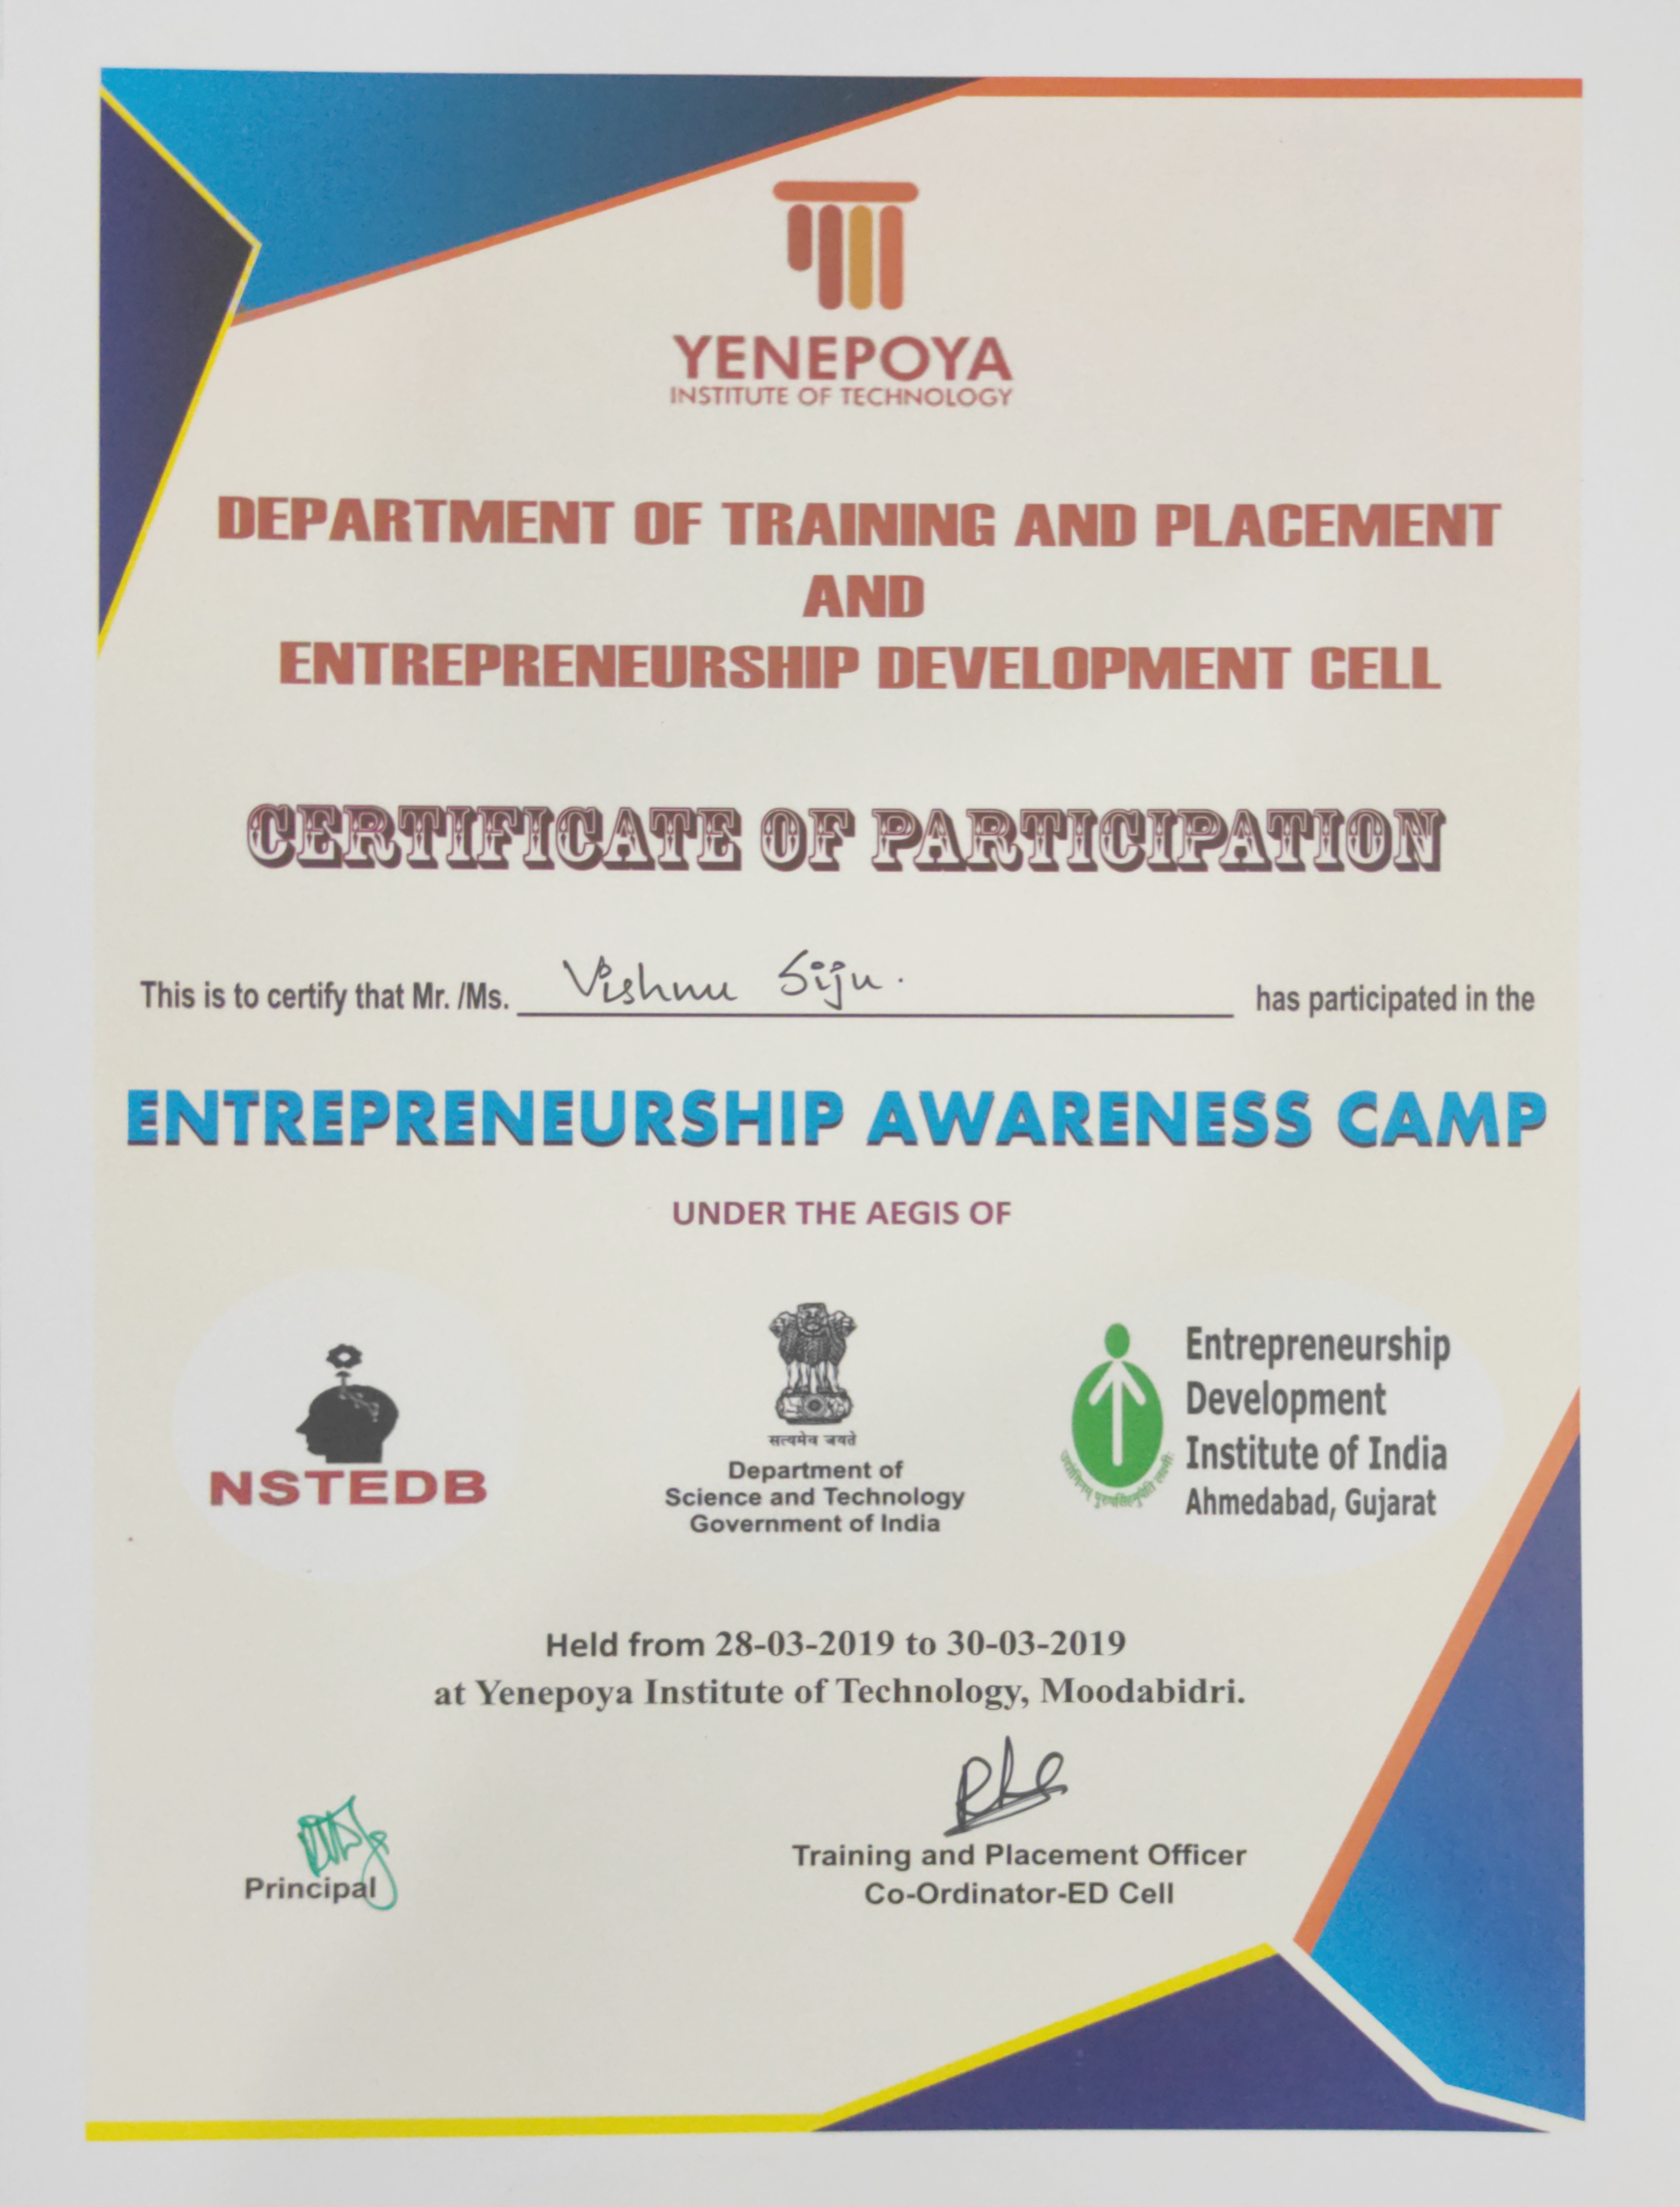 YENEPOYA
INSTITUTE OF TECHNOLOGY
DEPARTMENT OF TRAINING AND PLACEMENT
AND
ENTREPRENEURSHIP DEVELOPMENT CELL
CERTIFICATE OF PARTICIPATION
This is to certify that Mr. /Ms. Vishnu Siju. has participated in the
ENTREPRENEURSHIP AWARENESS CAMP
UNDER THE AEGIS OF
NSTEDB
सत्यमेव जयते
Department of
Science and Technology
Government of India
Entrepreneurship
Development
Institute of India
Ahmedabad, Gujarat
Held from 28-03-2019 to 30-03-2019
at Yenepoya Institute of Technology, Moodabidri.
Principal
Training and Placement Officer
Co-Ordinator-ED Cell